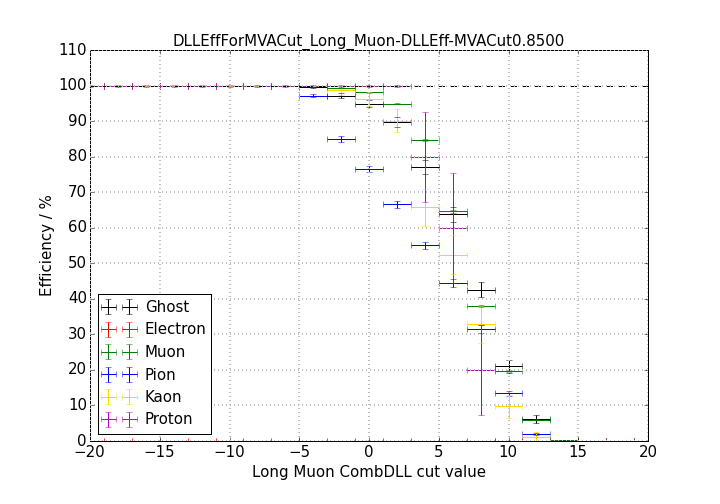 DLLEffForMVACut_Long_Muon-DLLEff-MVACut0.8500
110
100
90
80
70
60
50
40
30
20
10
0
Efficiency / %
Ghost
Electron
Muon
Pion
Kaon
Proton
−20 −15 −10 −5 0 5 10 15 20
Long Muon CombDLL cut value